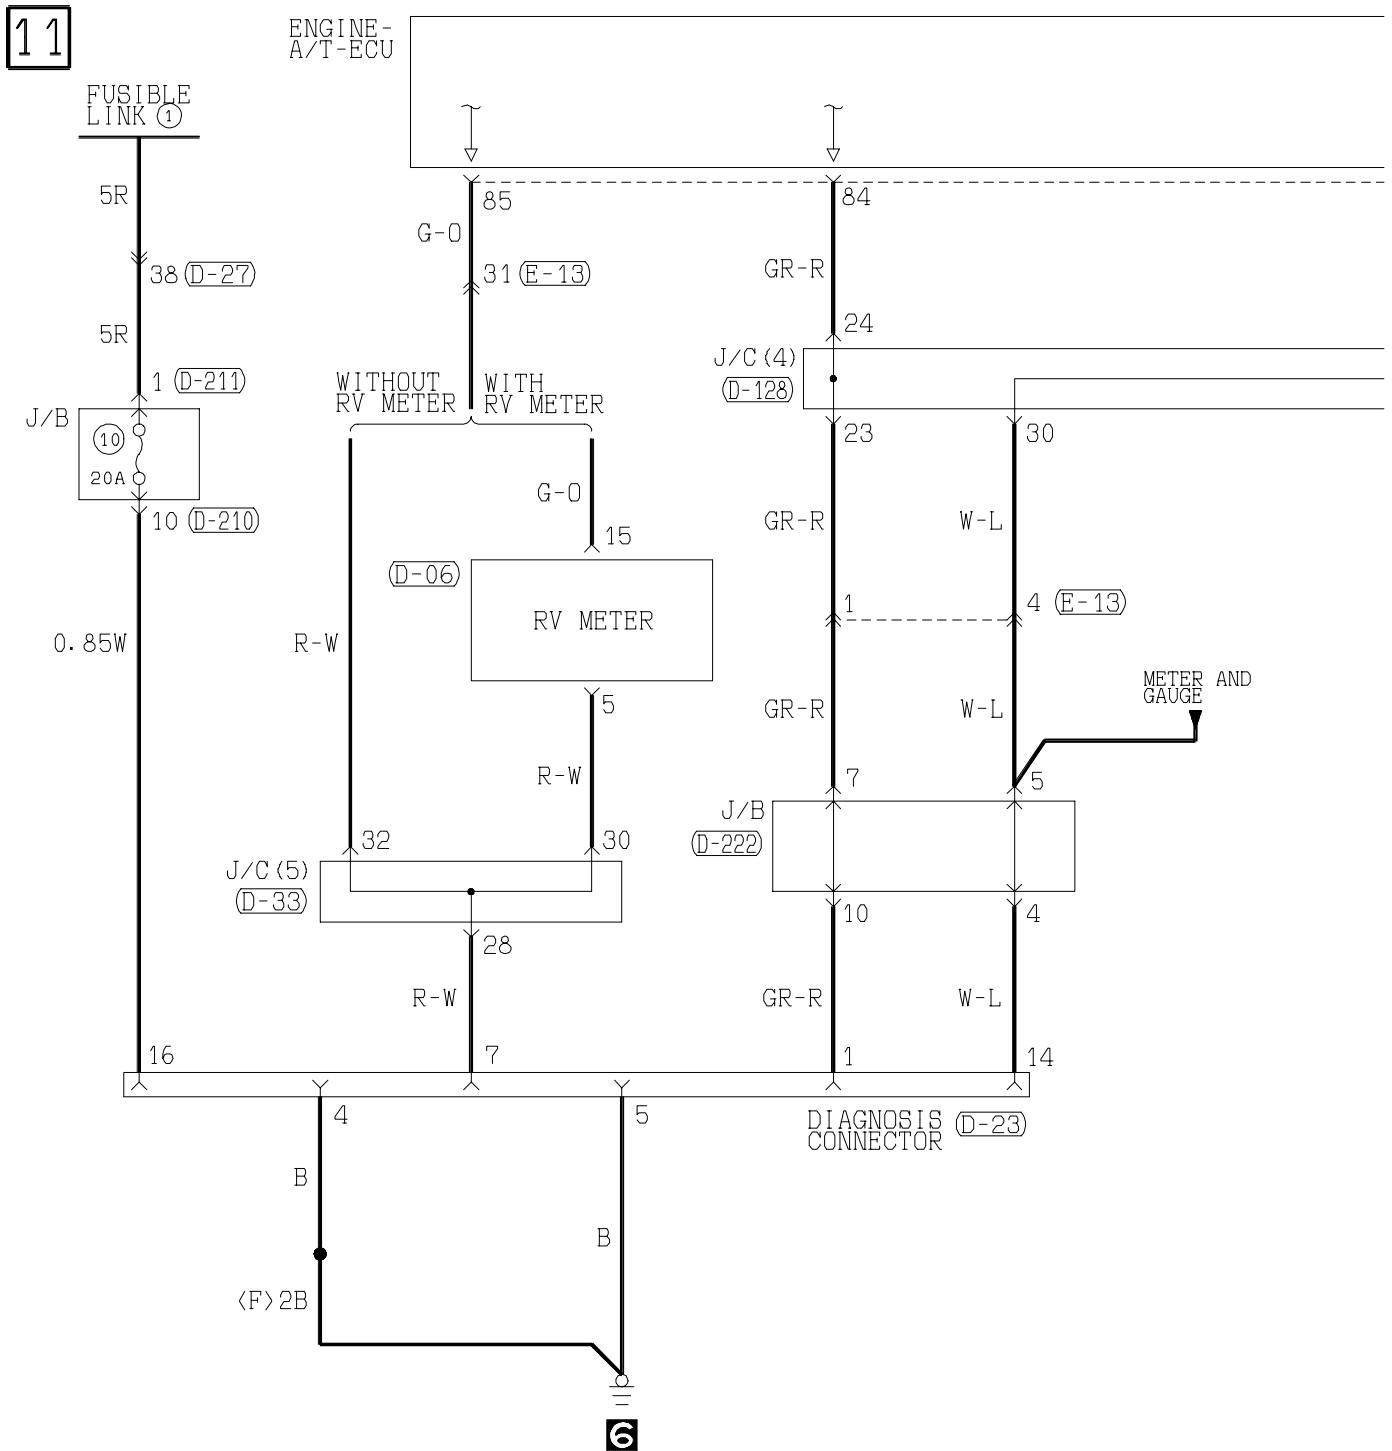 11
ENGINE-
A/T-ECU
FUSIBLE
LINK 1
5R
85
84
G-O
38 D-27
31 E-13
GR-R
5R
24
J/C(4)
D-128
1 D-211
WITHOUT
RV METER
WITH
RV METER
J/B
10
20A
23
30
G-O
10 D-210
GR-R
W-L
15
D-06
RV METER
1
4 E-13
0.85W
R-W
METER AND
GAUGE
5
GR-R
W-L
R-W
7
5
J/B
D-222
32
30
J/C(5)
D-33
10
4
28
R-W
GR-R
W-L
16
7
1
14
4
5
DIAGNOSIS
CONNECTOR D-23
B
B
<F>2B
6